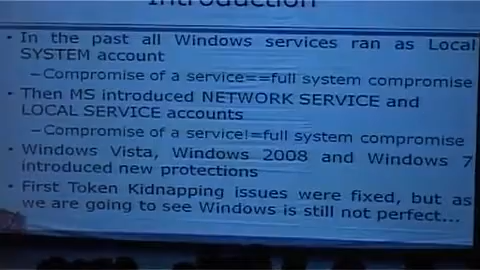 Introduction
• In the past all Windows services ran as Local
SYSTEM account
–Compromise of a service==full system compromise
• Then MS introduced NETWORK SERVICE and
LOCAL SERVICE accounts
–Compromise of a service!=full system compromise
• Windows Vista, Windows 2008 and Windows 7
introduced new protections
• First Token Kidnapping issues were fixed, but as
we are going to see Windows is still not perfect...